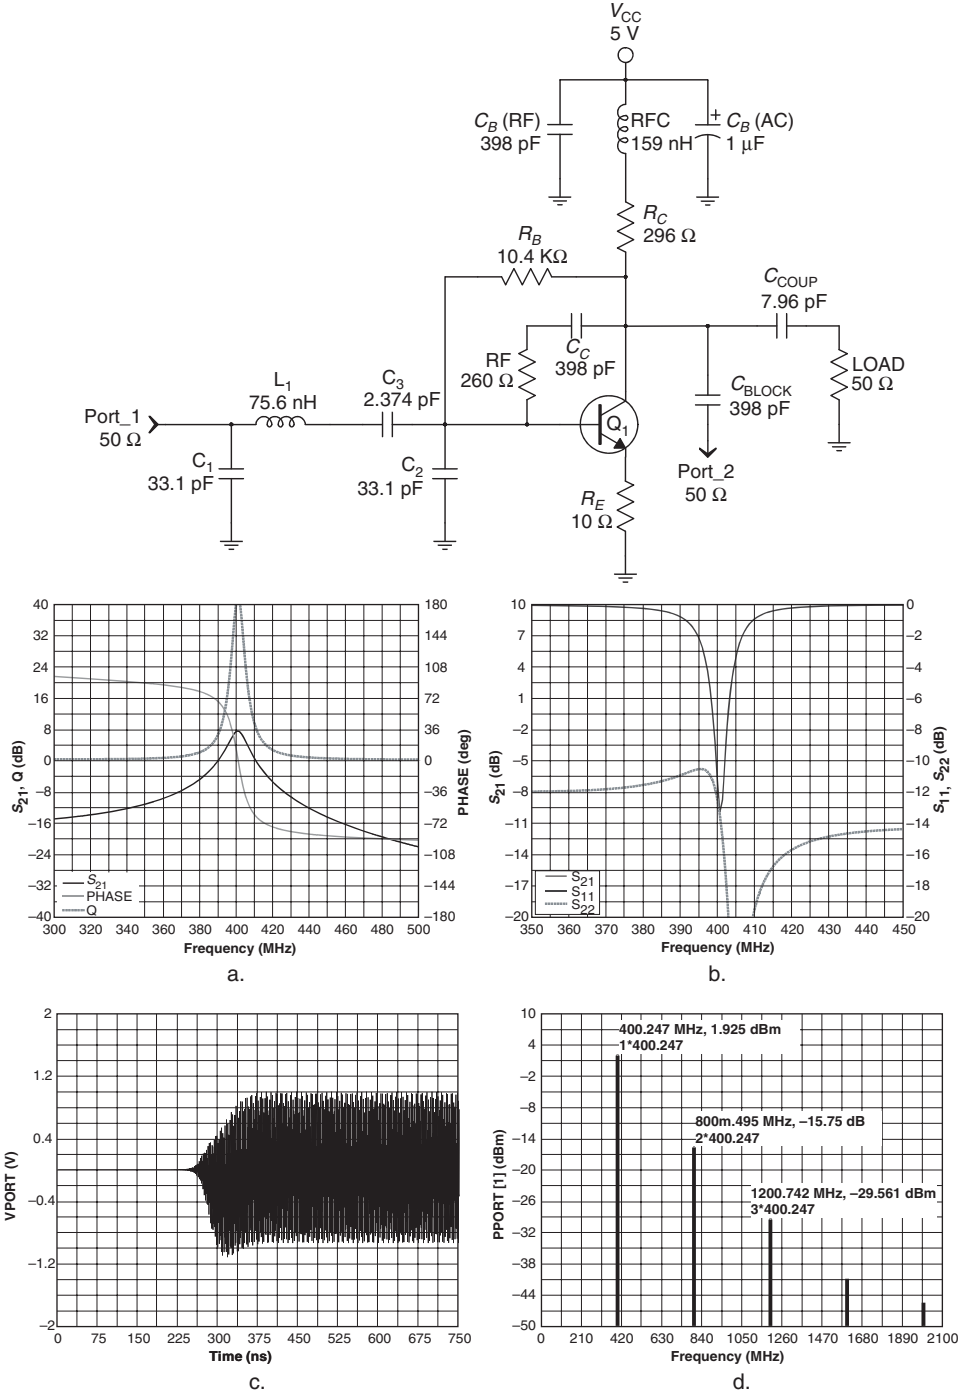 V_CC
5 V
C_B (RF)
398 pF
RFC
159 nH
+
C_B (AC)
1 μF
R_C
296 Ω
R_B
10.4 KΩ
C_COUP
7.96 pF
C_C
398 pF
RF
260 Ω
LOAD
50 Ω
L_1
75.6 nH
C_3
2.374 pF
C_BLOCK
398 pF
Port_1
50 Ω
Q_1
C_1
33.1 pF
C_2
33.1 pF
Port_2
50 Ω
R_E
10 Ω
40
32
24
16
8
0
−8
−16
−24
−32
−40
S_21, Q (dB)
180
144
108
72
36
0
−36
−72
−108
−144
−180
PHASE (deg)
S_21
PHASE
Q
300 320 340 360 380 400 420 440 460 480 500
Frequency (MHz)
a.
10
7
4
1
−2
−5
−8
−11
−14
−17
−20
S_21 (dB)
0
−2
−4
−6
−8
−10
−12
−14
−16
−18
−20
S_11, S_22 (dB)
S_21
S_11
S_22
350 360 370 380 390 400 410 420 430 440 450
Frequency (MHz)
b.
2
1.2
0.4
−0.4
−1.2
−2
VPORT (V)
0 75 150 225 300 375 450 525 600 675 750
Time (ns)
c.
10
4
−2
−8
−14
−20
−26
−32
−38
−44
−50
PPORT [1] (dBm)
400.247 MHz, 1.925 dBm
1*400.247
800m.495 MHz, −15.75 dB
2*400.247
1200.742 MHz, −29.561 dBm
3*400.247
0 210 420 630 840 1050 1260 1470 1680 1890 2100
Frequency (MHz)
d.